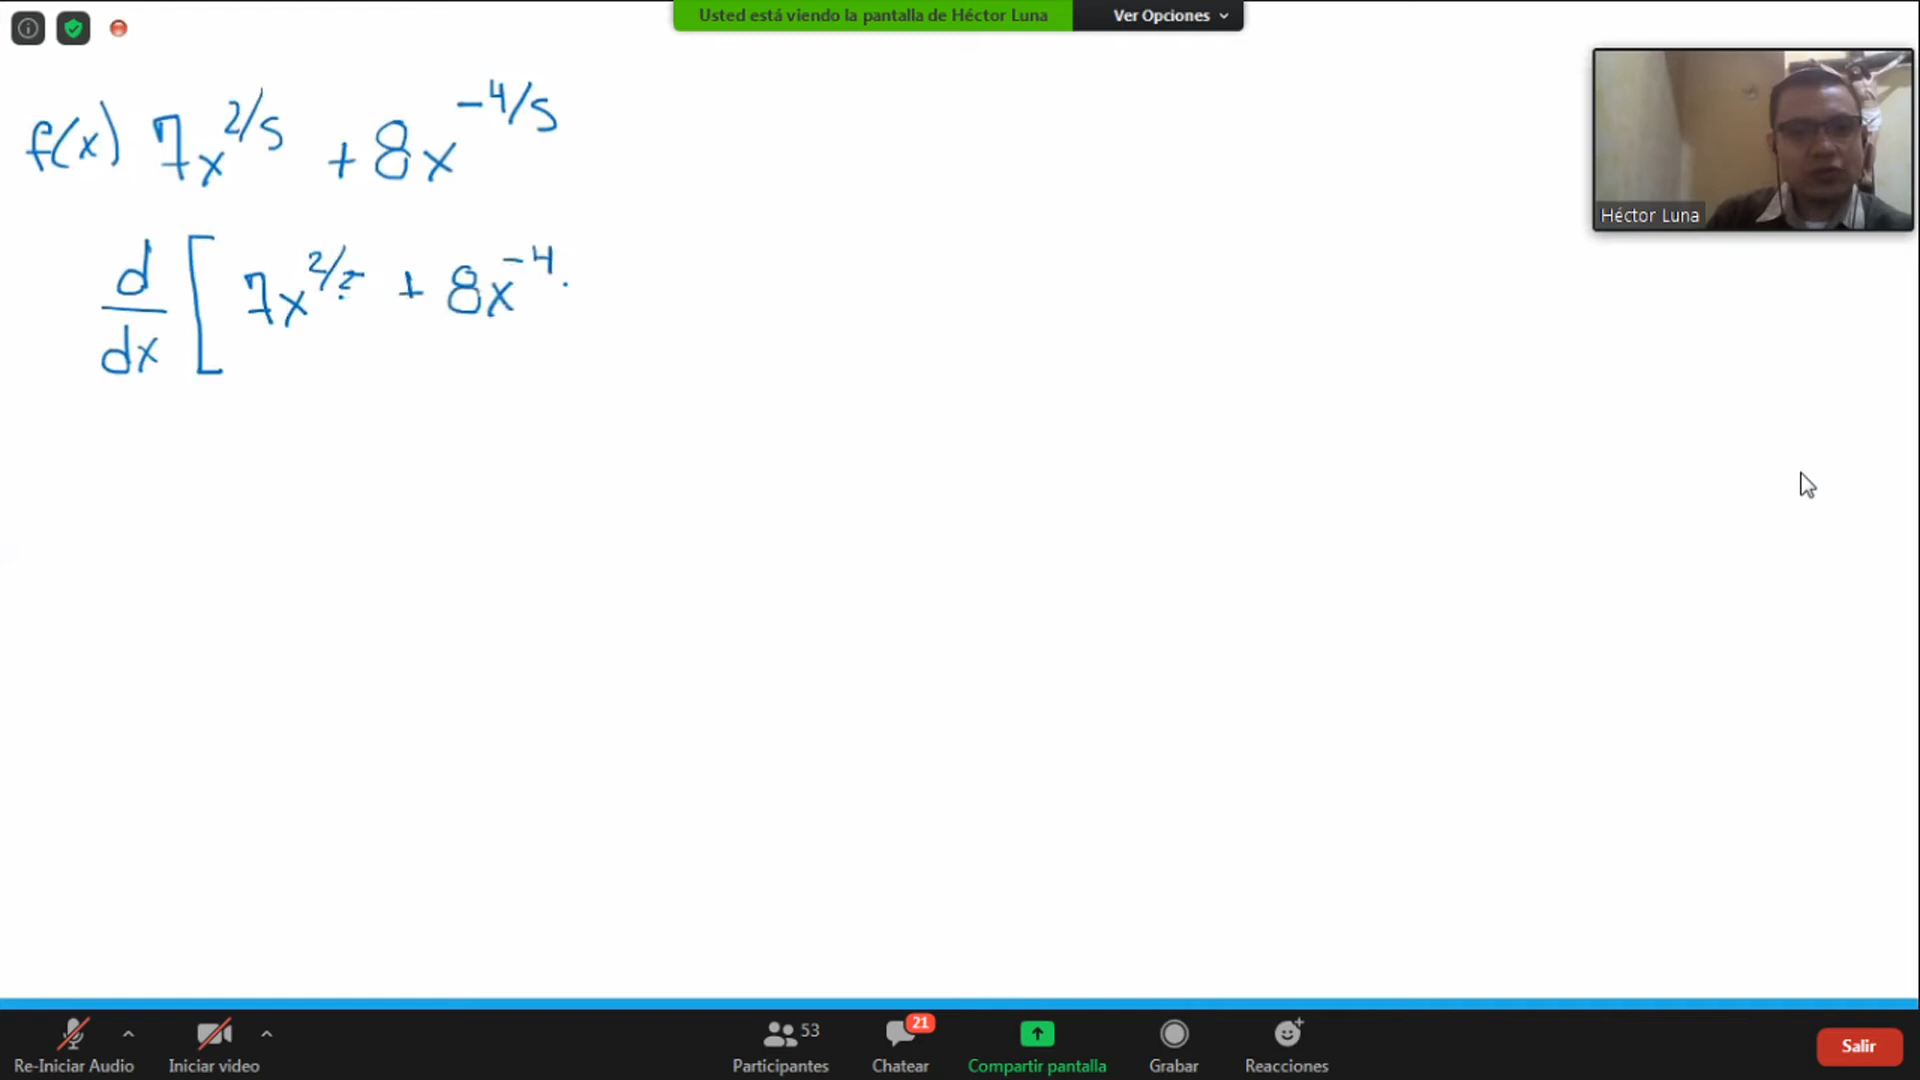 Usted está viendo la pantalla de Héctor Luna Ver Opciones
f(x) 7x^2/5 + 8x^-4/5
d/dx [ 7x^2/5 + 8x^-4
Héctor Luna
53 21
Re-Iniciar Audio Iniciar video Participantes Chatear Compartir pantalla Grabar Reacciones Salir